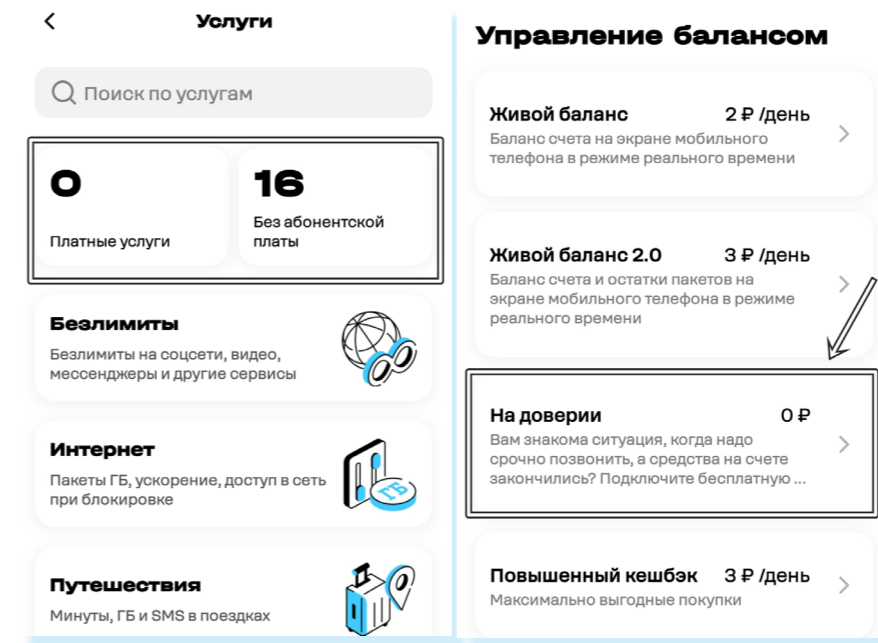 Услуги
Поиск по услугам
0
Платные услуги
16
Без абонентской
платы
Безлимиты
Безлимиты на соцсети, видео,
мессенджеры и другие сервисы
Интернет
Пакеты ГБ, ускорение, доступ в сеть
при блокировке
ГБ
Путешествия
Минуты, ГБ и SMS в поездках
Управление балансом
Живой баланс 2 ₽ /день
Баланс счета на экране мобильного
телефона в режиме реального времени
Живой баланс 2.0 3 ₽ /день
Баланс счета и остатки пакетов на
экране мобильного телефона в режиме
реального времени
На доверии 0 ₽
Вам знакома ситуация, когда надо
срочно позвонить, а средства на счете
закончились? Подключите бесплатную ...
Повышенный кешбэк 3 ₽ /день
Максимально выгодные покупки